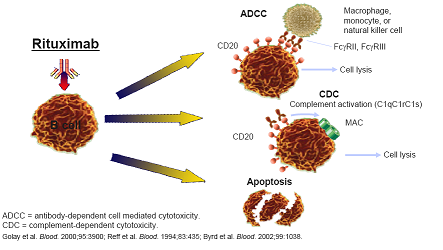 Rituximab
B cell
ADCC
Macrophage,
monocyte, or
natural killer cell
CD20
FcγRII, FcγRIII
Cell lysis
CDC
Complement activation (C1qC1rC1s)
CD20
MAC
Cell lysis
Apoptosis
ADCC = antibody-dependent cell mediated cytotoxicity.
CDC = complement-dependent cytotoxicity.
Golay et al. Blood. 2000;95:3900; Reff et al. Blood. 1994;83:435; Byrd et al. Blood. 2002;99:1038.